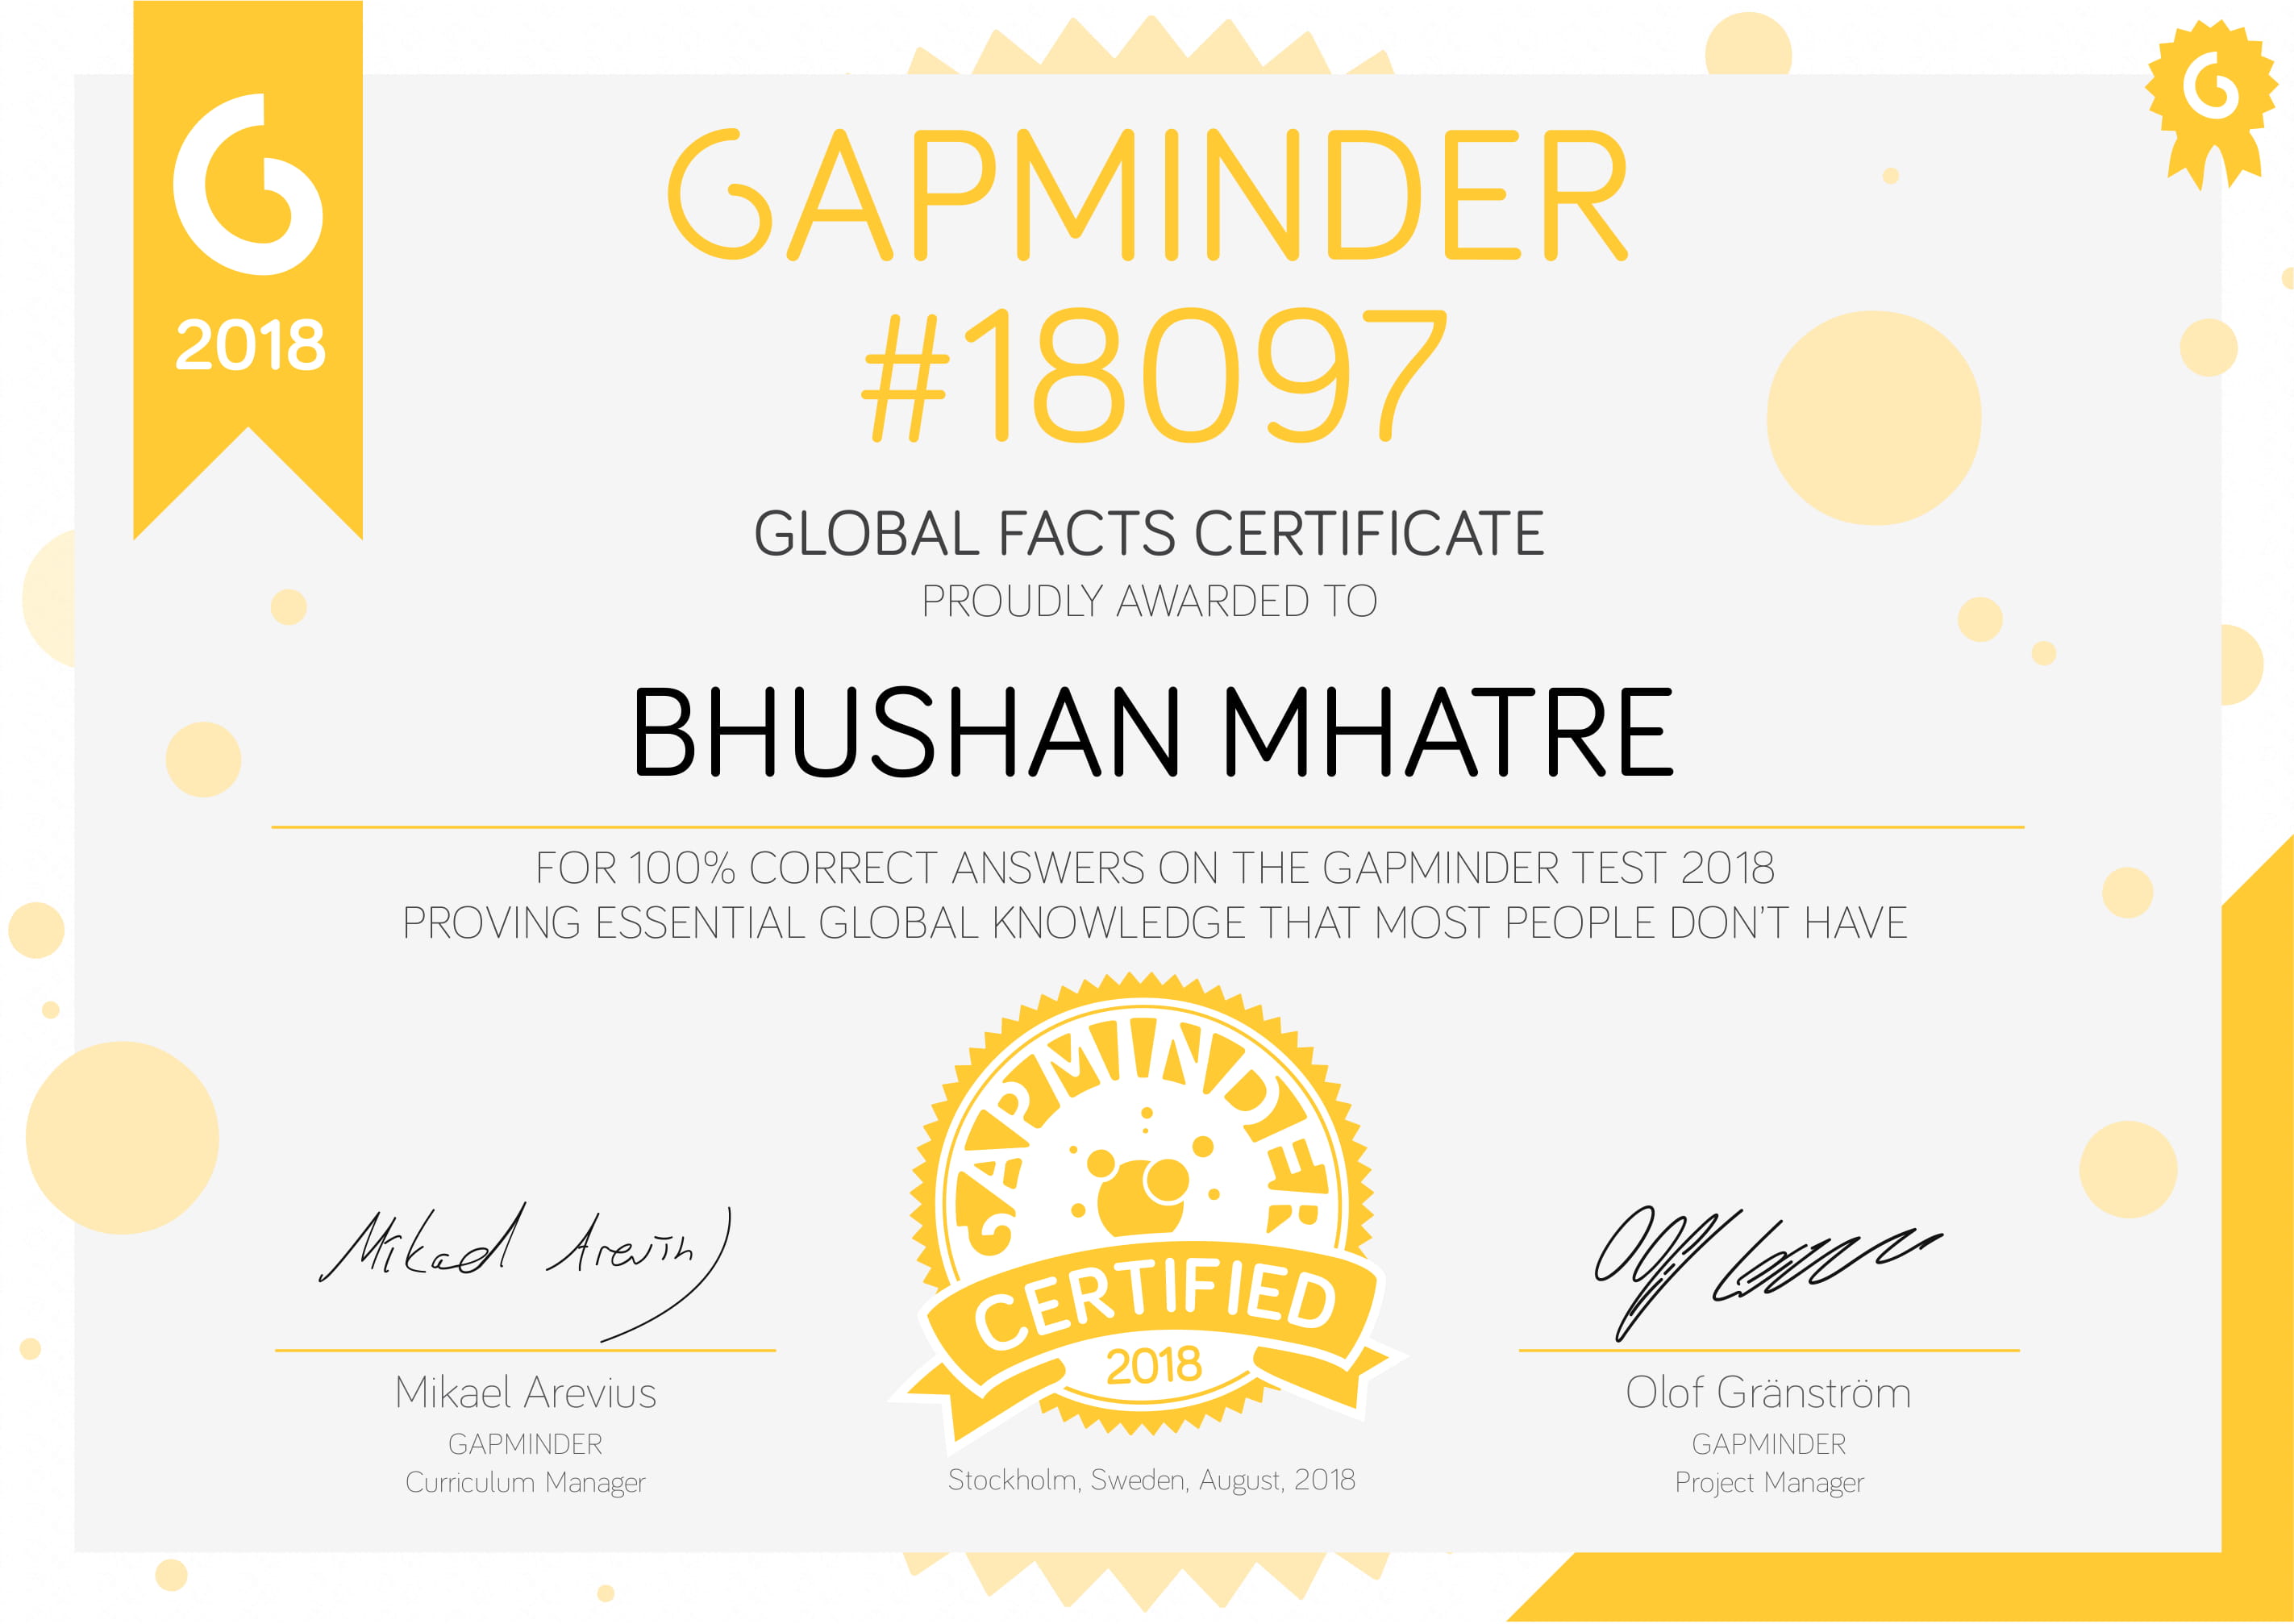 2018
GAPMINDER
#18097
GLOBAL FACTS CERTIFICATE
PROUDLY AWARDED TO
BHUSHAN MHATRE
FOR 100% CORRECT ANSWERS ON THE GAPMINDER TEST 2018
PROVING ESSENTIAL GLOBAL KNOWLEDGE THAT MOST PEOPLE DON'T HAVE
GAPMINDER
CERTIFIED
2018
Mikael Arevius
Mikael Arevius
GAPMINDER
Curriculum Manager
Stockholm, Sweden, August, 2018
Olof Gränström
GAPMINDER
Project Manager